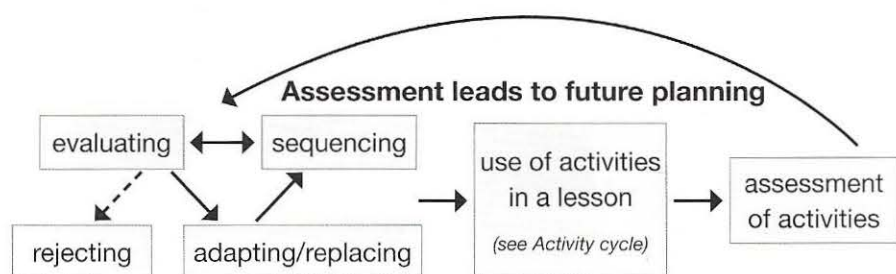 Assessment leads to future planning
evaluating
sequencing
use of activities
in a lesson
(see Activity cycle)
assessment
of activities
rejecting
adapting/replacing